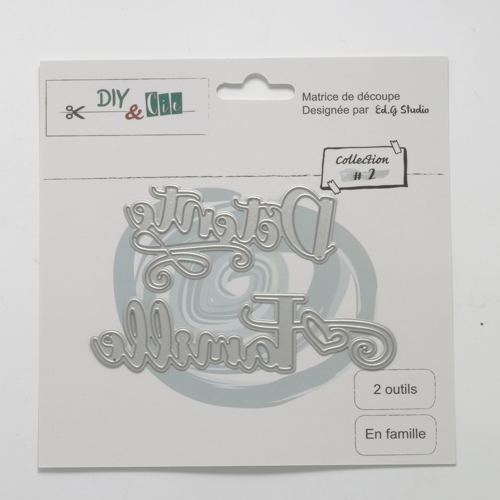 DIY
& Cie
Matrice de découpe
Designée par Ed.G Studio
Collection
# 2
Détente
Famille
2 outils
En famille